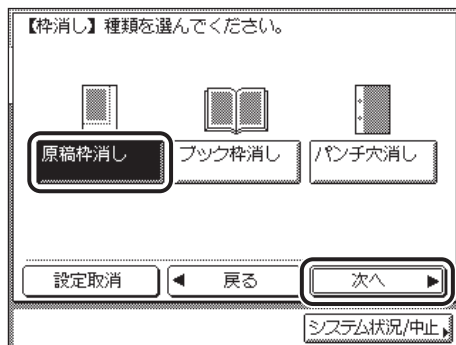 【枠消し】種類を選んでください。
原稿枠消し ブック枠消し パンチ穴消し
設定取消 ◀ 戻る 次へ ▶
システム状況/中止